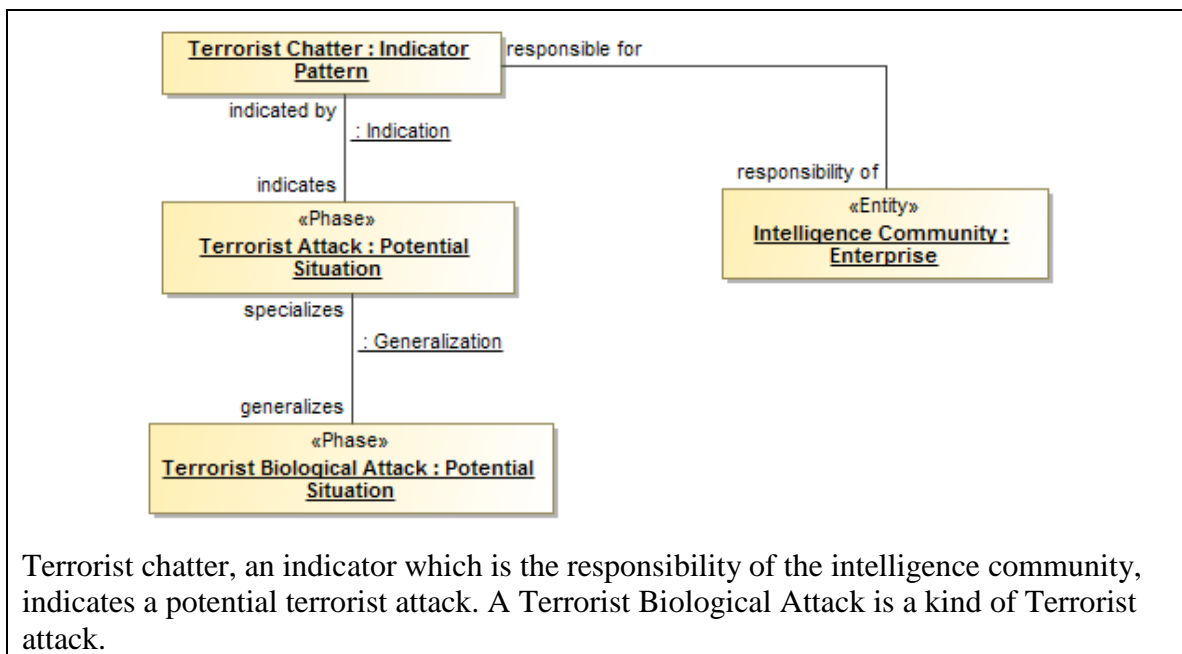 Terrorist Chatter : Indicator
Pattern
responsible for
indicated by
: Indication
indicates
responsibility of
«Phase»
Terrorist Attack : Potential
Situation
«Entity»
Intelligence Community :
Enterprise
specializes
: Generalization
generalizes
«Phase»
Terrorist Biological Attack : Potential
Situation
Terrorist chatter, an indicator which is the responsibility of the intelligence community,
indicates a potential terrorist attack. A Terrorist Biological Attack is a kind of Terrorist
attack.